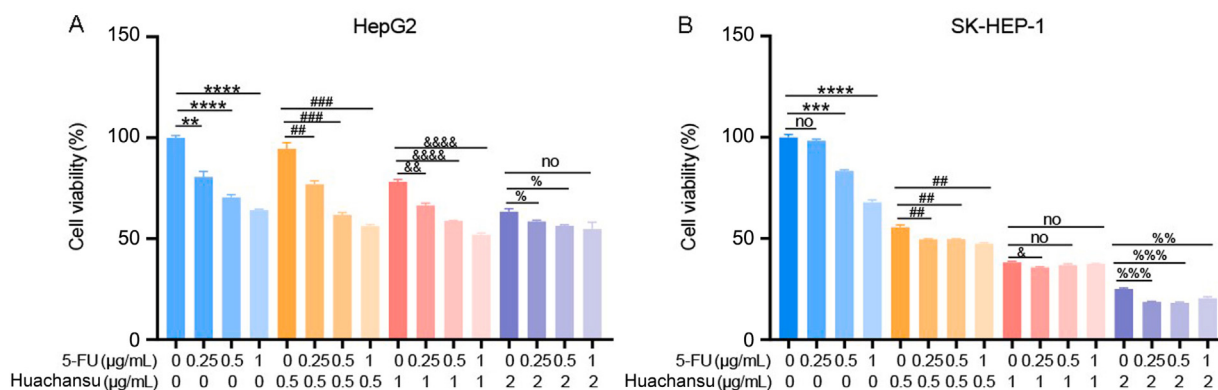 A HepG2
150
100
50
0
Cell viability (%)
**
****
****
##
###
###
&&
&&&&
&&&&
%
%
no
5-FU (μg/mL) 0 0.25 0.5 1 0 0.25 0.5 1 0 0.25 0.5 1 0 0.25 0.5 1
Huachansu (μg/mL) 0 0 0 0 0.5 0.5 0.5 0.5 1 1 1 1 2 2 2 2
B SK-HEP-1
150
100
50
0
Cell viability (%)
no
***
****
##
##
##
&
no
no
%%%
%%%
%%
5-FU (μg/mL) 0 0.25 0.5 1 0 0.25 0.5 1 0 0.25 0.5 1 0 0.25 0.5 1
Huachansu (μg/mL) 0 0 0 0 0.5 0.5 0.5 0.5 1 1 1 1 2 2 2 2